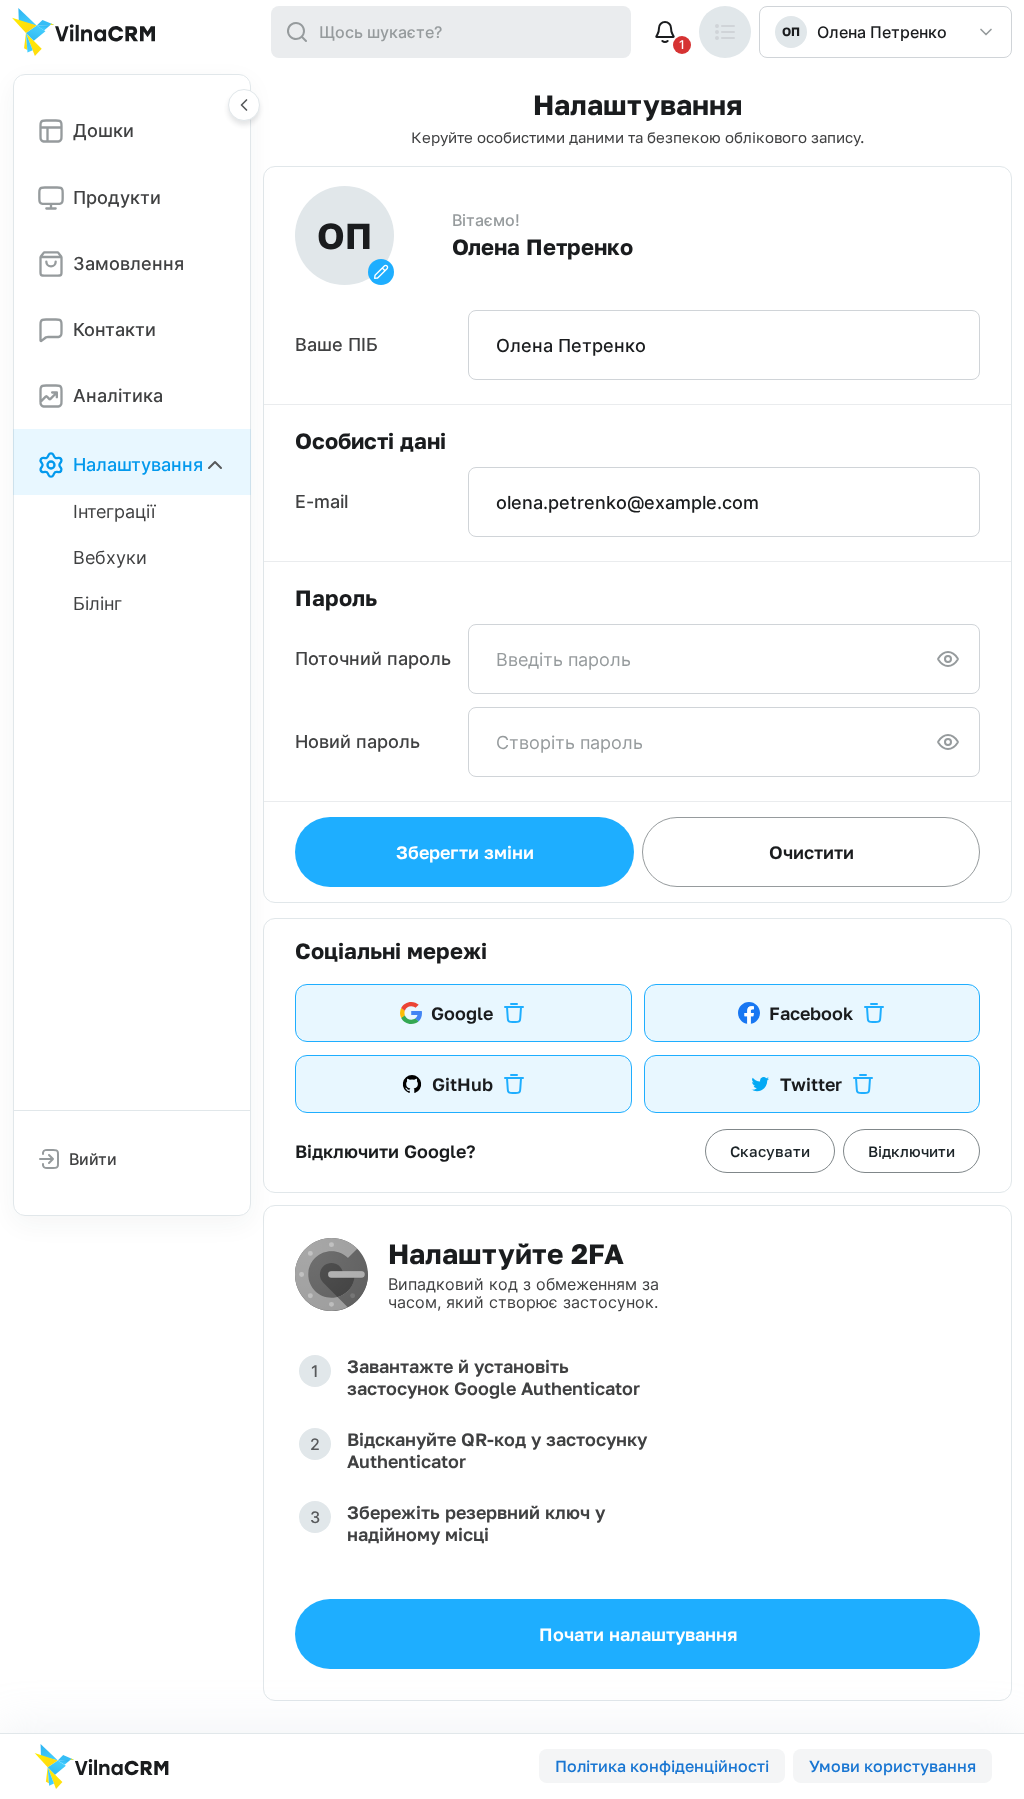 VilnaCRM
Щось шукаєте?
1
ОП
Олена Петренко
Дошки
Продукти
Замовлення
Контакти
Аналітика
Налаштування
Інтеграції
Вебхуки
Білінг
Вийти
Налаштування
Керуйте особистими даними та безпекою облікового запису.
ОП
Вітаємо!
Олена Петренко
Ваше ПІБ
Олена Петренко
Особисті дані
E-mail
olena.petrenko@example.com
Пароль
Поточний пароль
Введіть пароль
Новий пароль
Створіть пароль
Зберегти зміни
Очистити
Соціальні мережі
Google
Facebook
GitHub
Twitter
Відключити Google?
Скасувати
Відключити
Налаштуйте 2FA
Випадковий код з обмеженням за
часом, який створює застосунок.
1
Завантажте й установіть
застосунок Google Authenticator
2
Відскануйте QR-код у застосунку
Authenticator
3
Збережіть резервний ключ у
надійному місці
Почати налаштування
VilnaCRM
Політика конфіденційності
Умови користування